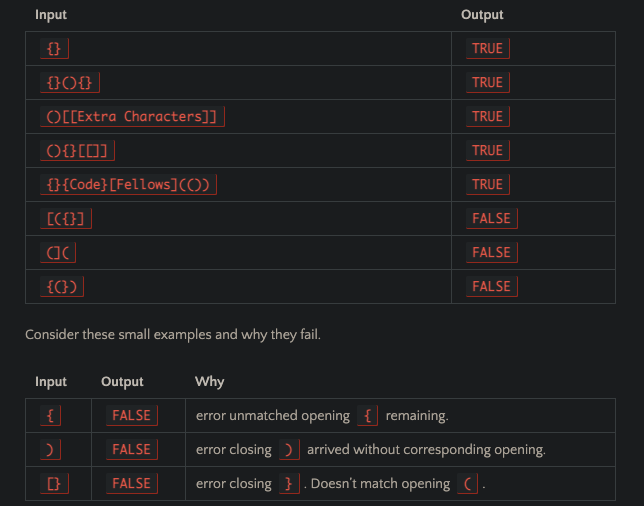 Input Output
{} TRUE
{}(){} TRUE
()[[Extra Characters]] TRUE
(){}[[]] TRUE
{}{Code}[Fellows](()) TRUE
[({}] FALSE
(]( FALSE
{(}) FALSE
Consider these small examples and why they fail.
Input Output Why
{ FALSE error unmatched opening { remaining.
) FALSE error closing ) arrived without corresponding opening.
[} FALSE error closing }. Doesn't match opening (.